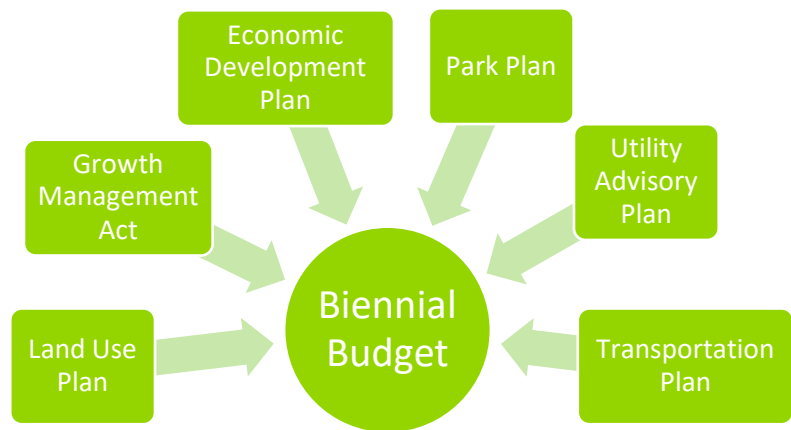 Economic
Development
Plan
Park Plan
Growth
Management
Act
Utility
Advisory
Plan
Land Use
Plan
Biennial
Budget
Transportation
Plan